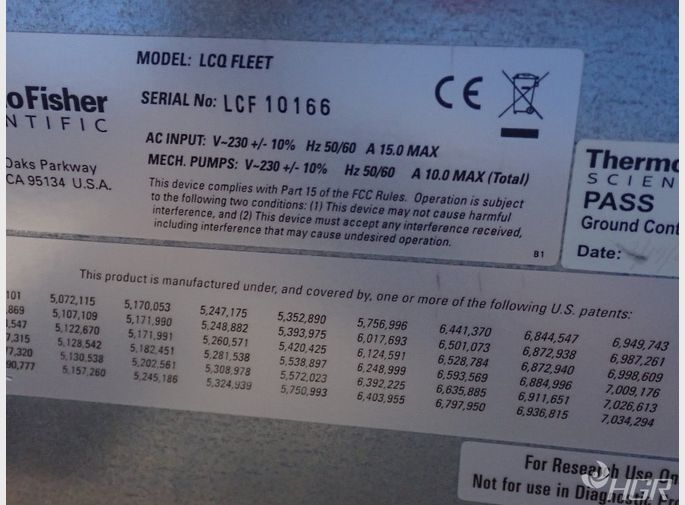 MODEL: LCQ FLEET
oFisher
NTIFIC
SERIAL No: LCF 10166
AC INPUT: V~230 +/- 10% Hz 50/60 A 15.0 MAX
MECH. PUMPS: V~230 +/- 10% Hz 50/60 A 10.0 MAX (Total)
Oaks Parkway
CA 95134 U.S.A.
This device complies with Part 15 of the FCC Rules. Operation is subject
to the following two conditions: (1) This device may not cause harmful
interference, and (2) This device must accept any interference received,
including interference that may cause undesired operation.
B1
CE
Thermo
SCIEN
PASS
Ground Cont
Date:
This product is manufactured under, and covered by, one or more of the following U.S. patents:
101 5,072,115 5,170,053 5,247,175 5,352,890 5,756,996 6,441,370 6,844,547 6,949,743
,869 5,107,109 5,171,990 5,248,882 5,393,975 6,017,693 6,501,073 6,872,938 6,987,261
,547 5,122,670 5,171,991 5,260,571 5,420,425 6,124,591 6,528,784 6,872,940 6,998,609
7,315 5,128,542 5,182,451 5,281,538 5,538,897 6,248,999 6,593,569 6,884,996 7,009,176
77,320 5,130,538 5,202,561 5,308,978 5,572,023 6,392,225 6,635,885 6,911,651 7,026,613
90,777 5,157,260 5,245,186 5,324,939 5,750,993 6,403,955 6,797,950 6,936,815 7,034,294
For Research Use On
Not for use in Diagnostic Pro
HGR